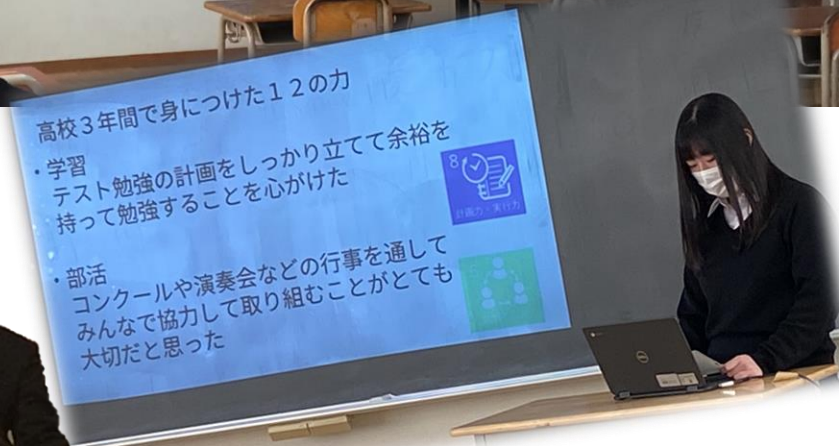 高校3年間で身につけた12の力
・学習
テスト勉強の計画をしっかり立てて余裕を
持って勉強することを心がけた
8
計画力・実行力
・部活
コンクールや演奏会などの行事を通して
みんなで協力して取り組むことがとても
大切だと思った
DELL